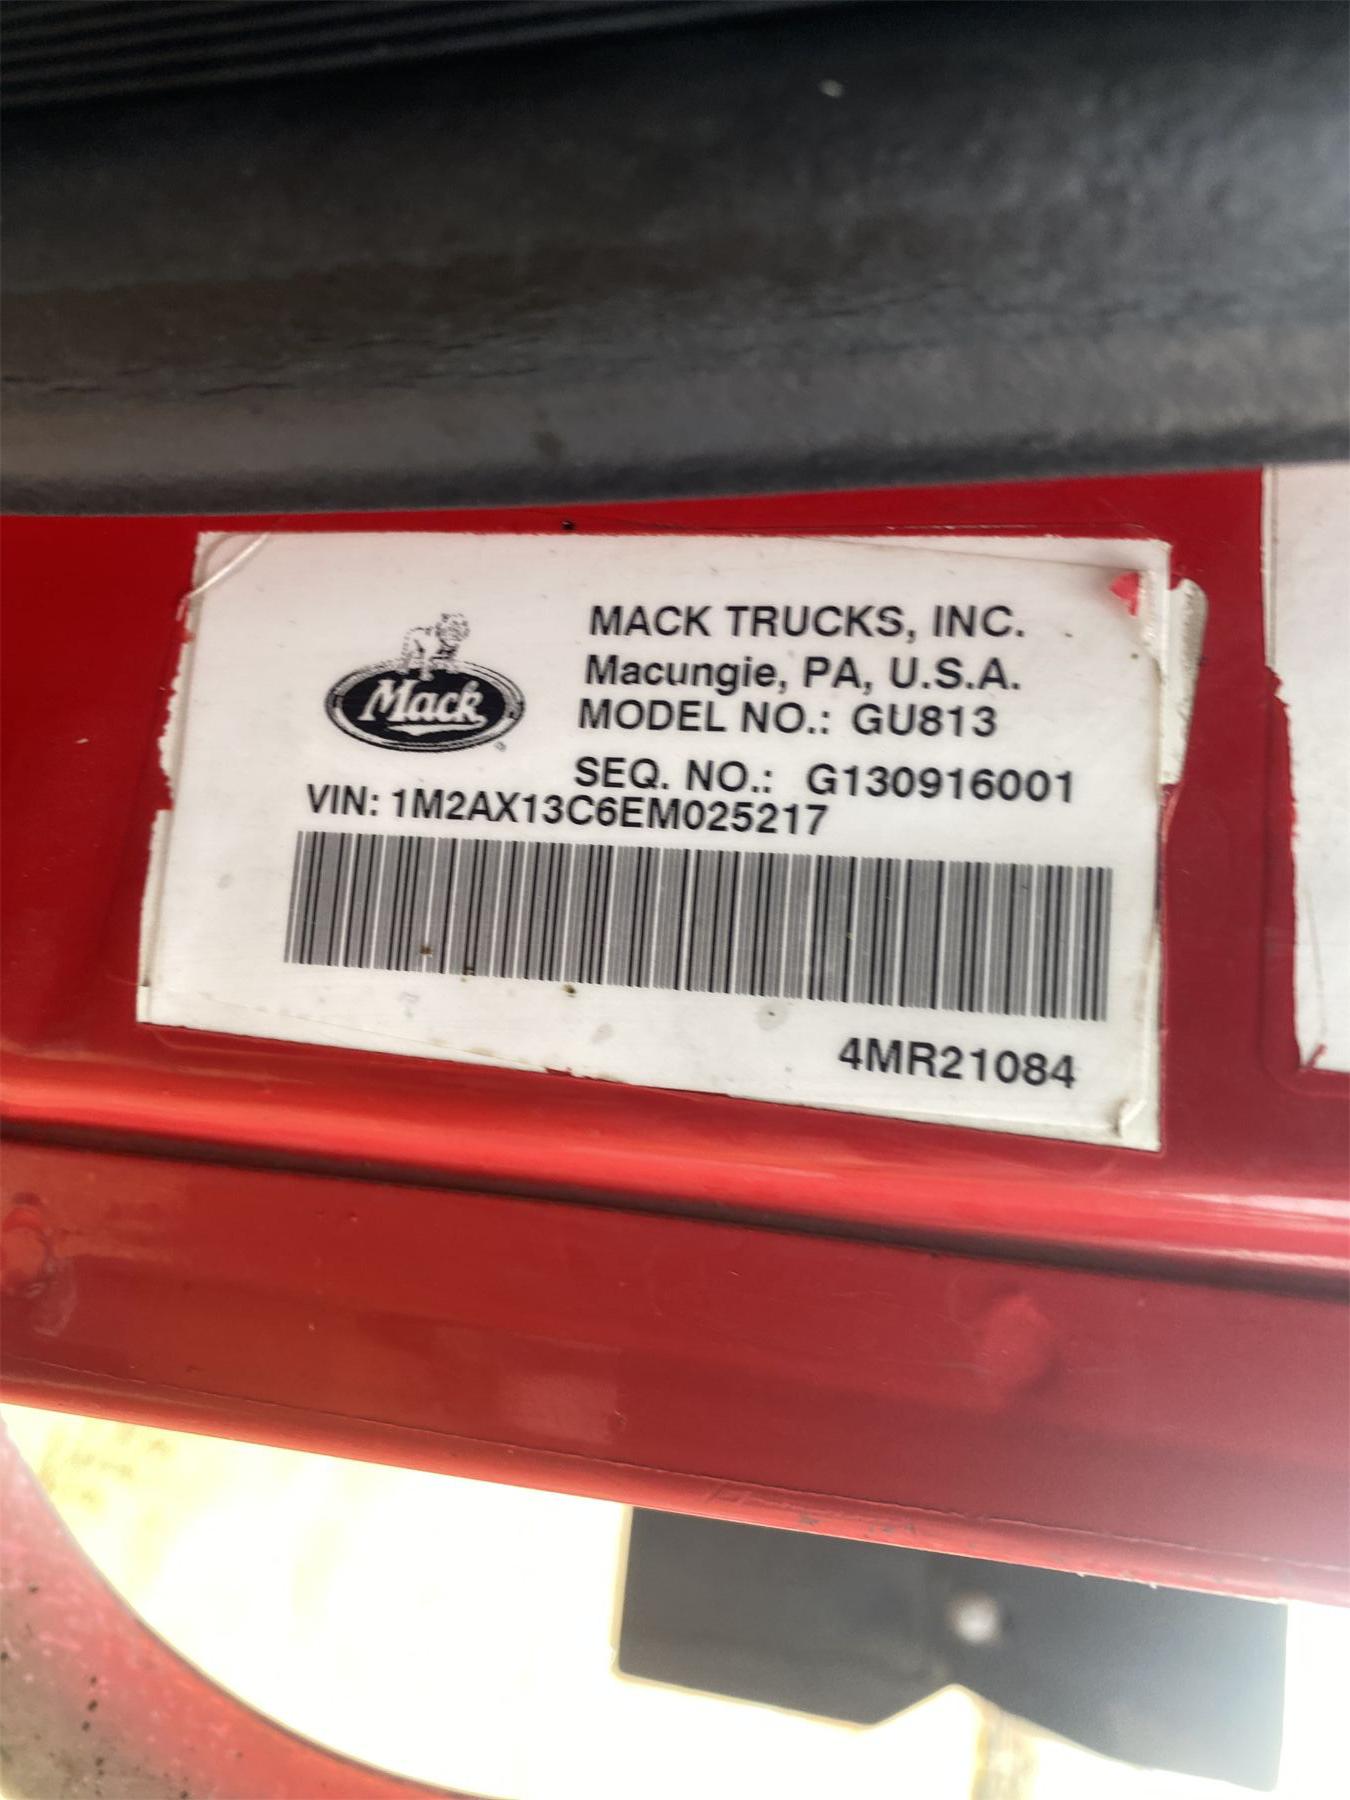 Mack
MACK TRUCKS, INC.
Macungie, PA, U.S.A.
MODEL NO.: GU813
SEQ. NO.: G130916001
VIN: 1M2AX13C6EM025217
4MR21084